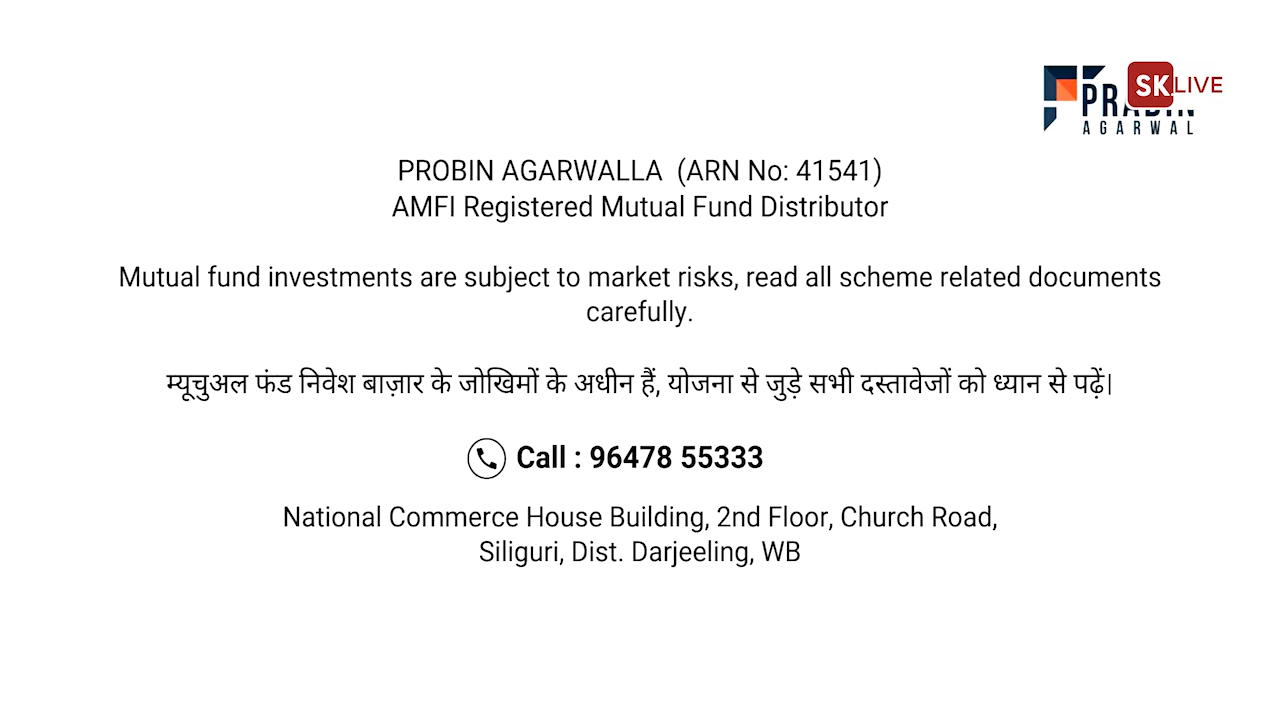 SK LIVE
AGARWAL
PROBIN AGARWALLA (ARN No: 41541)
AMFI Registered Mutual Fund Distributor
Mutual fund investments are subject to market risks, read all scheme related documents
carefully.
म्यूचुअल फंड निवेश बाज़ार के जोखिमों के अधीन हैं, योजना से जुड़े सभी दस्तावेजों को ध्यान से पढ़ें।
Call : 96478 55333
National Commerce House Building, 2nd Floor, Church Road,
Siliguri, Dist. Darjeeling, WB